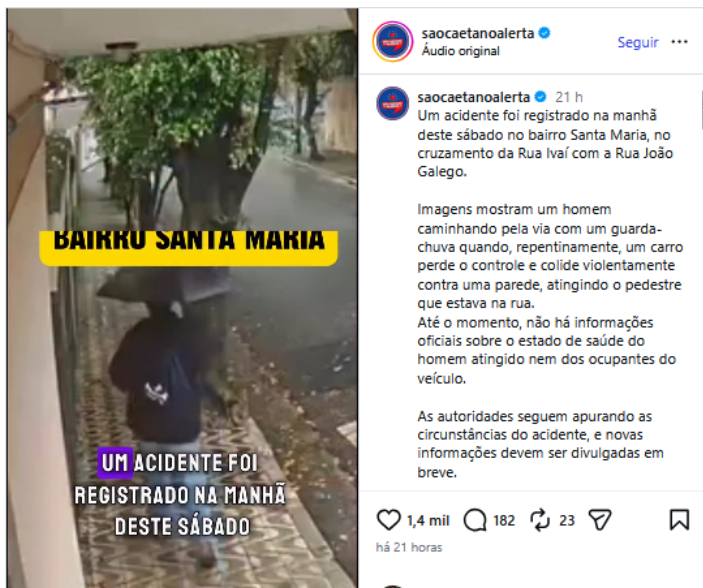 BAIRRO SANTA MARIA
UM ACIDENTE FOI
REGISTRADO NA MANHÃ
DESTE SÁBADO
saocaetanoalerta
Áudio original
Seguir
saocaetanoalerta 21 h
Um acidente foi registrado na manhã
deste sábado no bairro Santa Maria, no
cruzamento da Rua Ivaí com a Rua João
Galego.
Imagens mostram um homem
caminhando pela via com um guarda-
chuva quando, repentinamente, um carro
perde o controle e colide violentamente
contra uma parede, atingindo o pedestre
que estava na rua.
Até o momento, não há informações
oficiais sobre o estado de saúde do
homem atingido nem dos ocupantes do
veículo.
As autoridades seguem apurando as
circunstâncias do acidente, e novas
informações devem ser divulgadas em
breve.
1,4 mil 182 23
há 21 horas